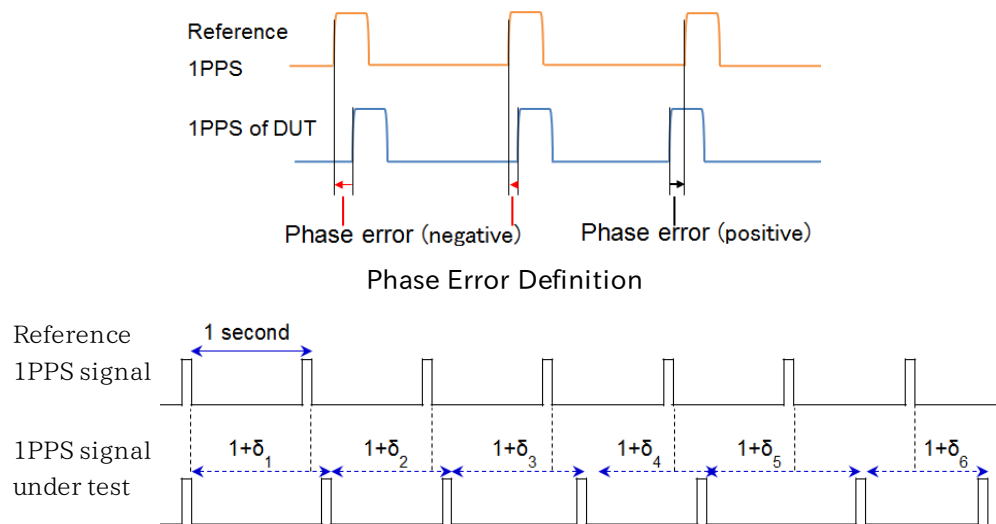 Reference
1PPS
1PPS of DUT
Phase error (negative)
Phase error (positive)
Phase Error Definition
Reference
1PPS signal
1 second
1PPS signal
under test
1+δ₁
1+δ₂
1+δ₃
1+δ₄
1+δ₅
1+δ₆